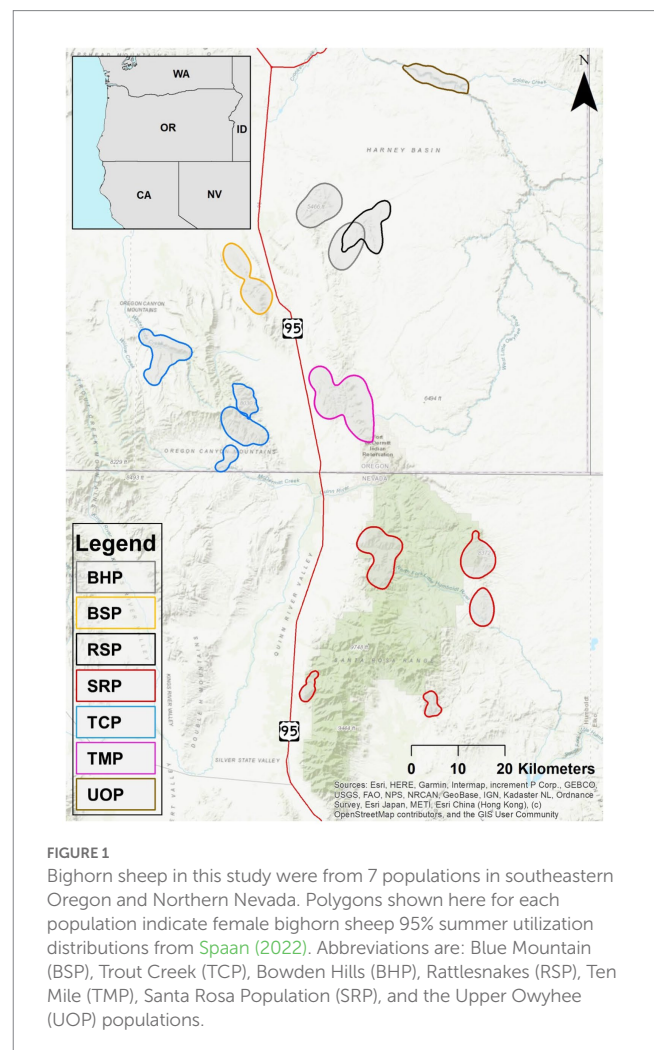 WA
OR
ID
CA
NV
N
HARNEY BASIN
95
OREGON CANYON
MOUNTAINS
OREGON CANYON MOUNTAINS
Indian
Reservation
OREGON
NEVADA
QUINN RIVER VALLEY
Legend
BHP
BSP
RSP
SRP
TCP
TMP
UOP
95
SILVER STATE VALLEY
0 10 20 Kilometers
Sources: Esri, HERE, Garmin, Intermap, increment P Corp., GEBCO,
USGS, FAO, NPS, NRCAN, GeoBase, IGN, Kadaster NL, Ordnance
Survey, Esri Japan, METI, Esri China (Hong Kong), (c)
OpenStreetMap contributors, and the GIS User Community
FIGURE 1
Bighorn sheep in this study were from 7 populations in southeastern
Oregon and Northern Nevada. Polygons shown here for each
population indicate female bighorn sheep 95% summer utilization
distributions from Spaan (2022). Abbreviations are: Blue Mountain
(BSP), Trout Creek (TCP), Bowden Hills (BHP), Rattlesnakes (RSP), Ten
Mile (TMP), Santa Rosa Population (SRP), and the Upper Owyhee
(UOP) populations.